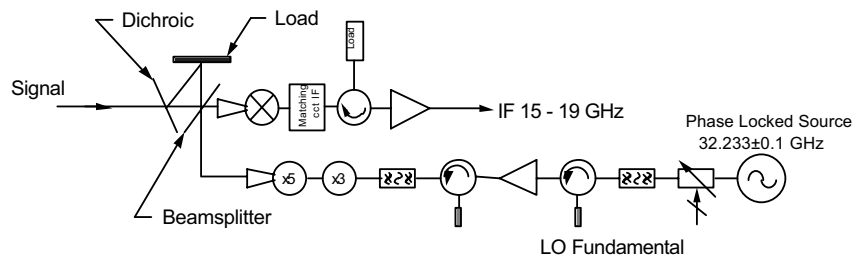 Dichroic
Load
Load
Signal
Matching
cct IF
IF 15 - 19 GHz
Phase Locked Source
32.233±0.1 GHz
x5
x3
Beamsplitter
LO Fundamental